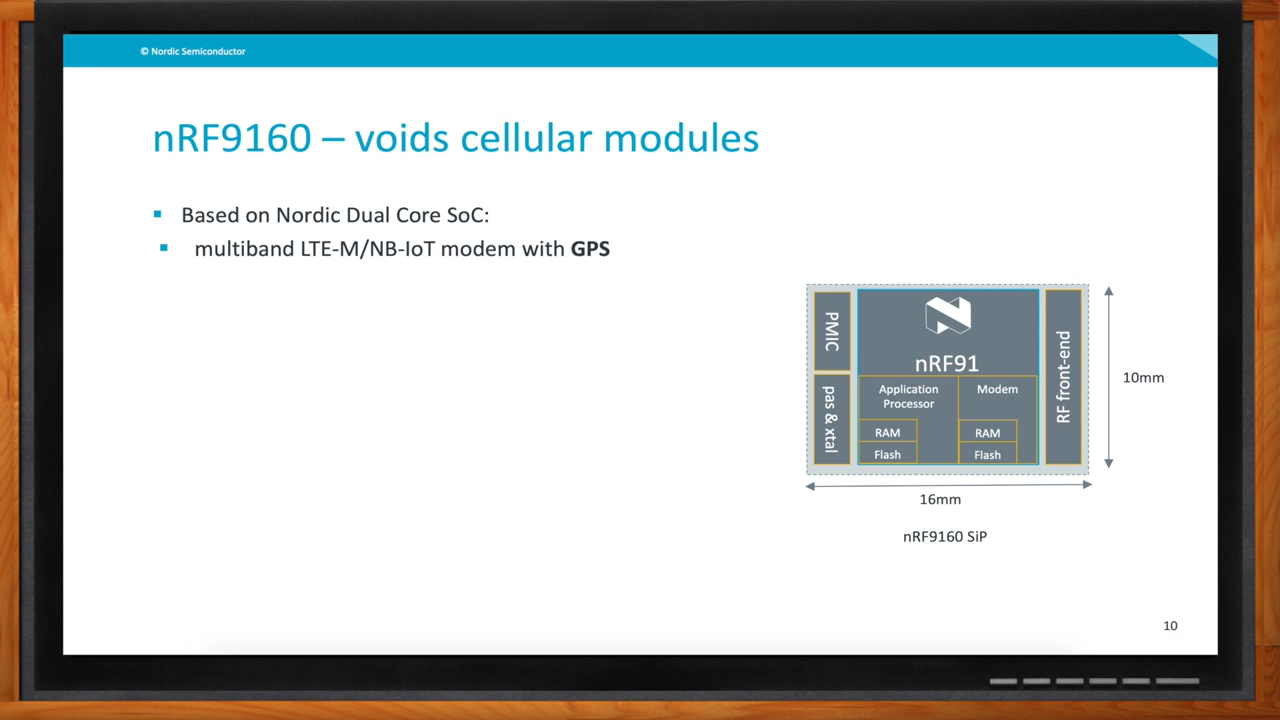 © Nordic Semiconductor
nRF9160 – voids cellular modules
Based on Nordic Dual Core SoC:
multiband LTE-M/NB-IoT modem with GPS
PMIC
pas & xtal
nRF91
Application
Processor
RAM
Flash
Modem
RAM
Flash
RF front-end
10mm
16mm
nRF9160 SiP
10